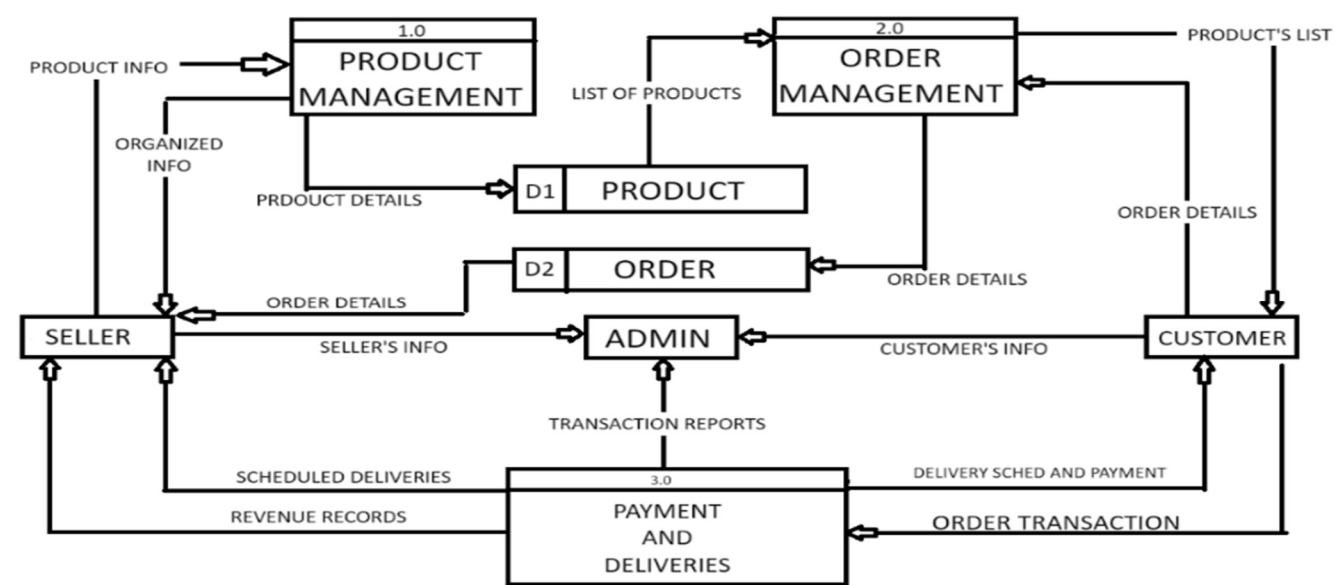 1.0
PRODUCT
MANAGEMENT
2.0
ORDER
MANAGEMENT
PRODUCT'S LIST
PRODUCT INFO
LIST OF PRODUCTS
ORGANIZED
INFO
PRDOUCT DETAILS
D1 PRODUCT
ORDER DETAILS
D2 ORDER
ORDER DETAILS
ORDER DETAILS
SELLER
SELLER'S INFO
ADMIN
CUSTOMER'S INFO
CUSTOMER
TRANSACTION REPORTS
SCHEDULED DELIVERIES
DELIVERY SCHED AND PAYMENT
REVENUE RECORDS
ORDER TRANSACTION
3.0
PAYMENT
AND
DELIVERIES